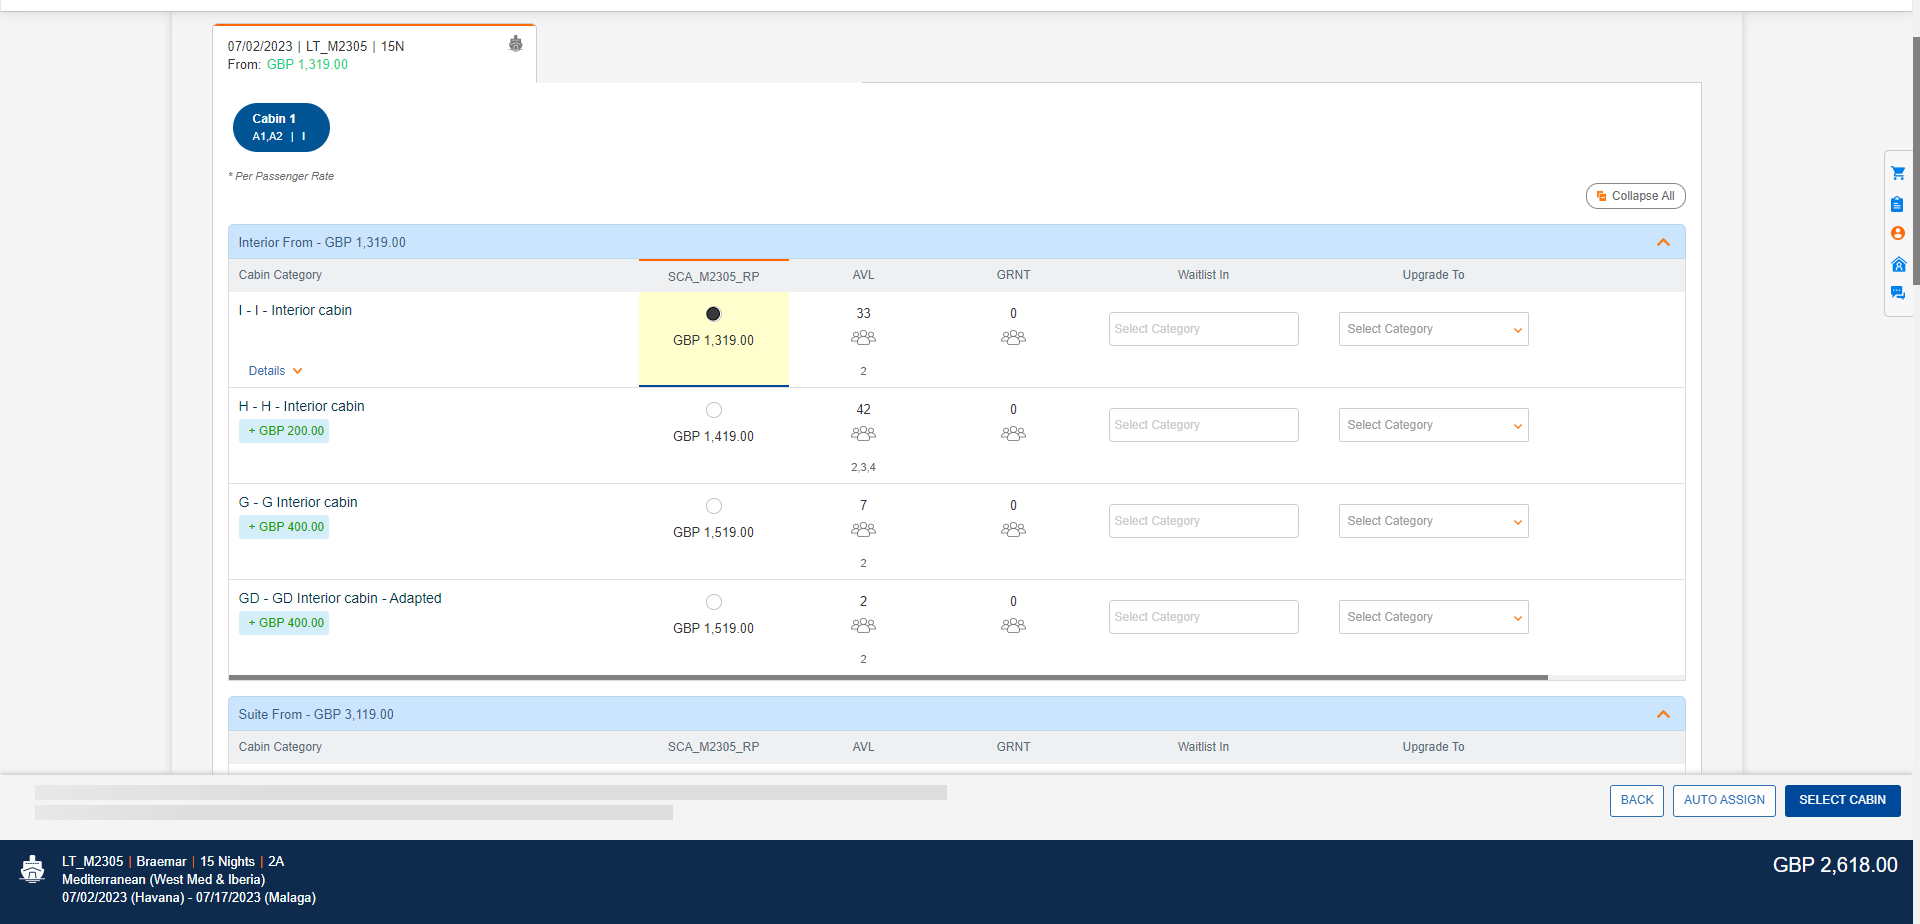 07/02/2023 | LT_M2305 | 15N
From: GBP 1,319.00
Cabin 1
A1,A2 | I
* Per Passenger Rate
Collapse All
Interior From - GBP 1,319.00
Cabin Category SCA_M2305_RP AVL GRNT Waitlist In Upgrade To
I - I - Interior cabin 33 0
GBP 1,319.00 Select Category Select Category
Details 2
H - H - Interior cabin 42 0
+ GBP 200.00 GBP 1,419.00 Select Category Select Category
2,3,4
G - G Interior cabin 7 0
+ GBP 400.00 GBP 1,519.00 Select Category Select Category
2
GD - GD Interior cabin - Adapted 2 0
+ GBP 400.00 GBP 1,519.00 Select Category Select Category
2
Suite From - GBP 3,119.00
Cabin Category SCA_M2305_RP AVL GRNT Waitlist In Upgrade To
BACK AUTO ASSIGN SELECT CABIN
LT_M2305 | Braemar | 15 Nights | 2A GBP 2,618.00
Mediterranean (West Med & Iberia)
07/02/2023 (Havana) - 07/17/2023 (Malaga)